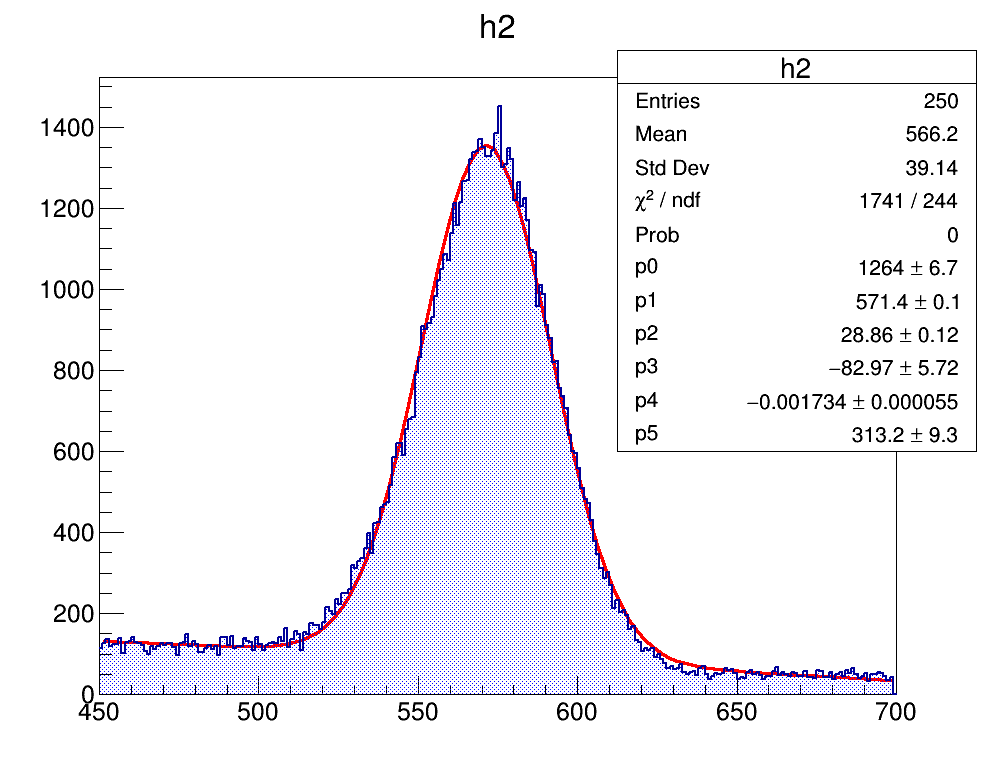 h2
h2
Entries 250
Mean 566.2
Std Dev 39.14
χ² / ndf 1741 / 244
Prob 0
p0 1264 ± 6.7
p1 571.4 ± 0.1
p2 28.86 ± 0.12
p3 −82.97 ± 5.72
p4 −0.001734 ± 0.000055
p5 313.2 ± 9.3
1400
1200
1000
800
600
400
200
0
450 500 550 600 650 700